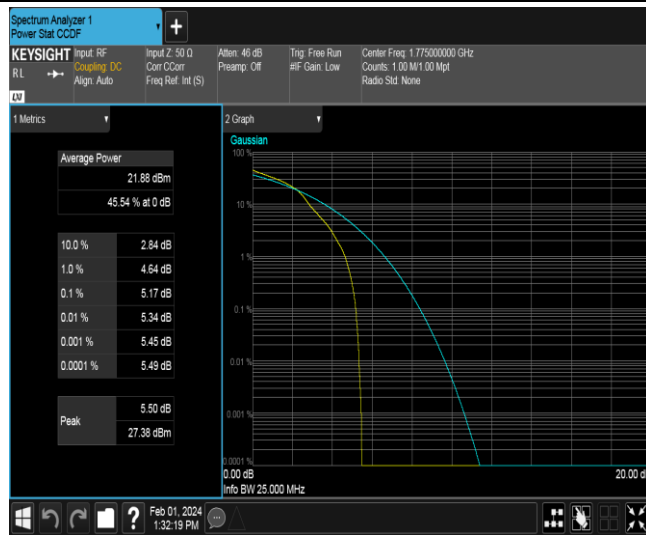 Spectrum Analyzer 1
Power Stat CCDF
KEYSIGHT
RL
Input: RF
Coupling: DC
Align: Auto
Input Z: 50 Ω
Corr CCorr
Freq Ref: Int (S)
Atten: 46 dB
Preamp: Off
Trig: Free Run
#IF Gain: Low
Center Freq: 1.775000000 GHz
Counts: 1.00 M/1.00 Mpt
Radio Std: None
1 Metrics
Average Power
21.88 dBm
45.54 % at 0 dB
10.0 % 2.84 dB
1.0 % 4.64 dB
0.1 % 5.17 dB
0.01 % 5.34 dB
0.001 % 5.45 dB
0.0001 % 5.49 dB
Peak
5.50 dB
27.38 dBm
2 Graph
Gaussian
100 %
10 %
1 %
0.1 %
0.01 %
0.001 %
0.0001 %
0.00 dB 20.00 d
Info BW 25.000 MHz
Feb 01, 2024
1:32:19 PM